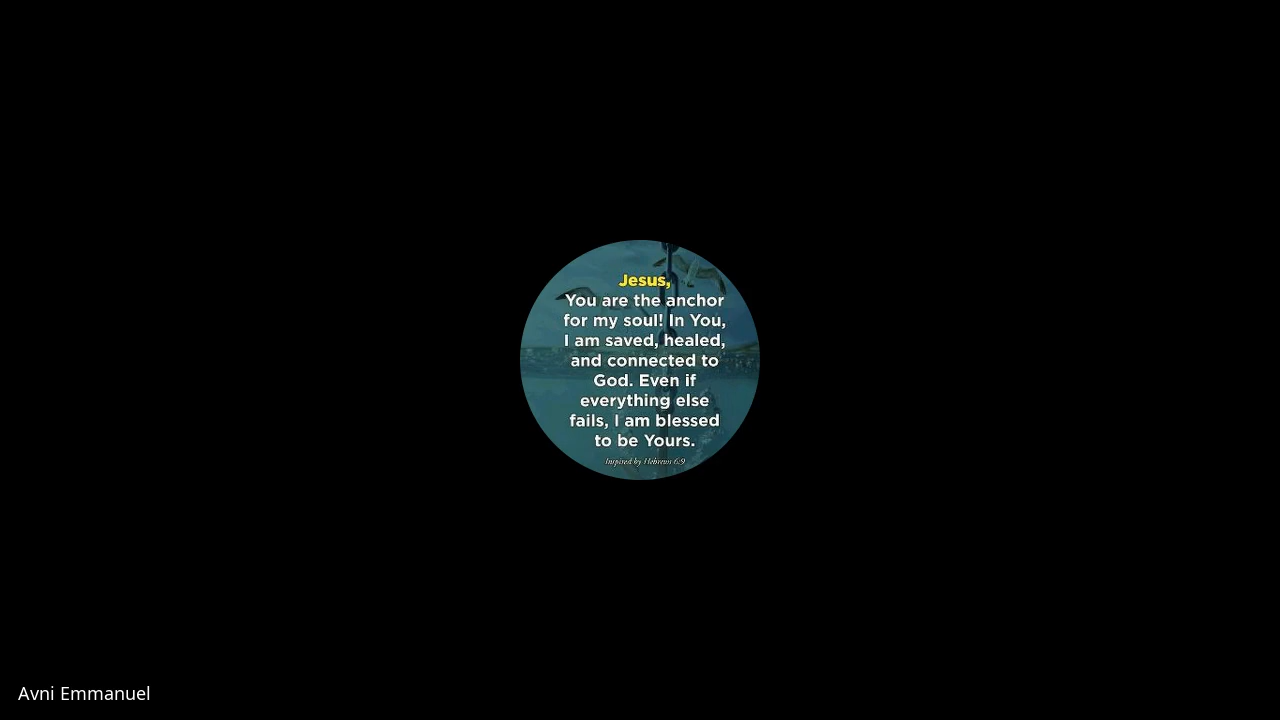 Jesus,
You are the anchor
for my soul! In You,
I am saved, healed,
and connected to
God. Even if
everything else
fails, I am blessed
to be Yours.
Inspired by Hebrews 6:9
Avni Emmanuel